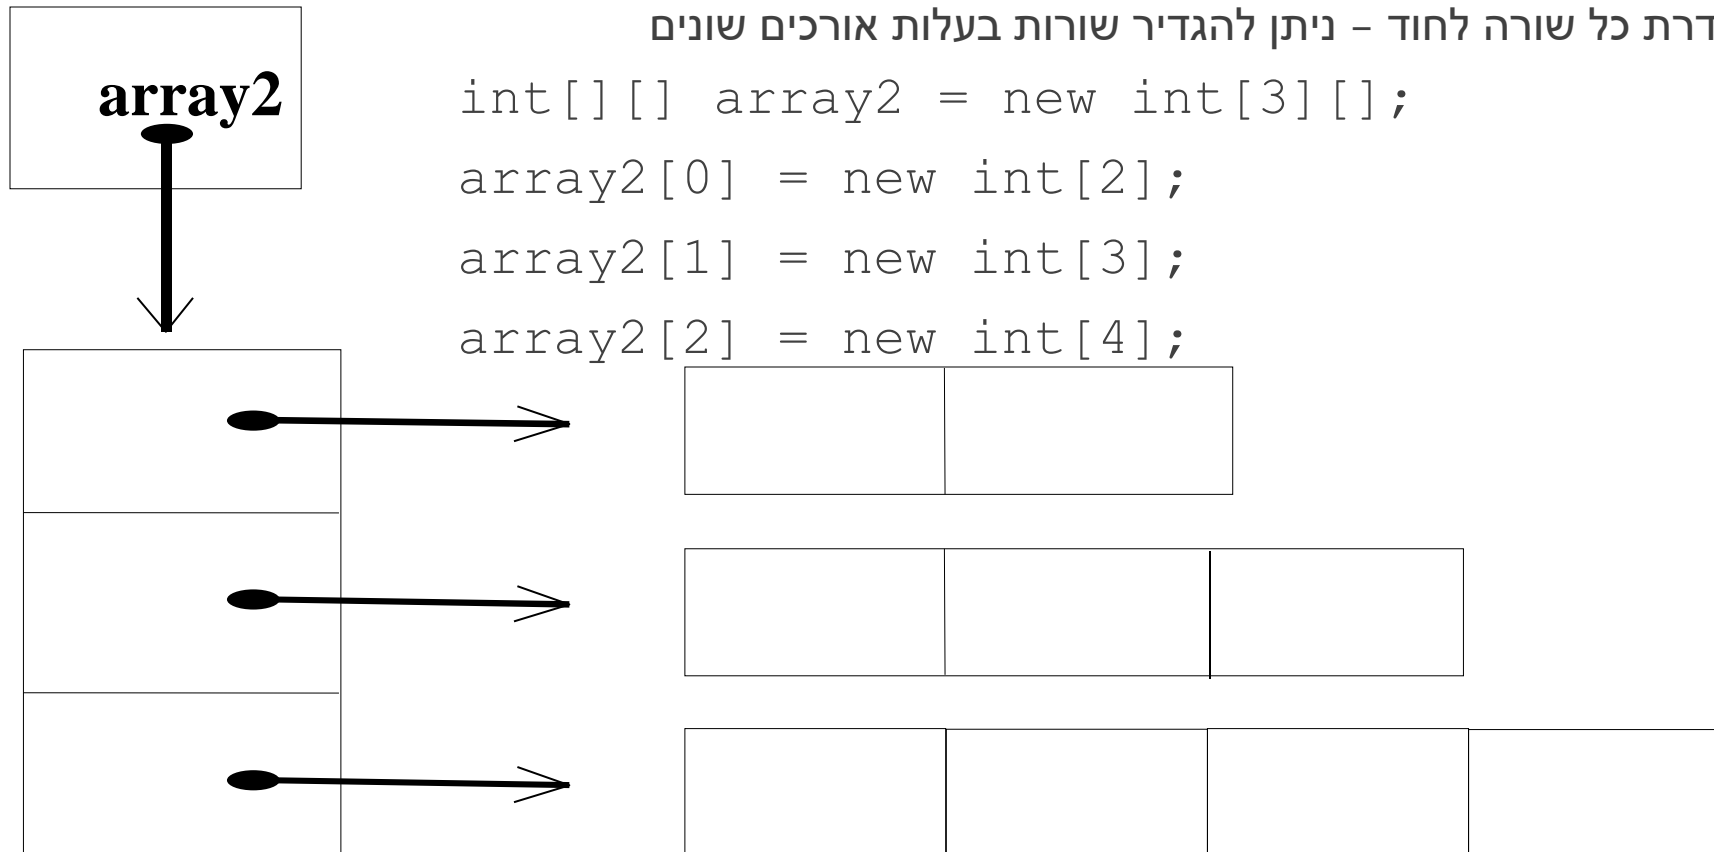 דרת כל שורה לחוד – ניתן להגדיר שורות בעלות אורכים שונים
array2
int[][] array2 = new int[3][];
array2[0] = new int[2];
array2[1] = new int[3];
array2[2] = new int[4];